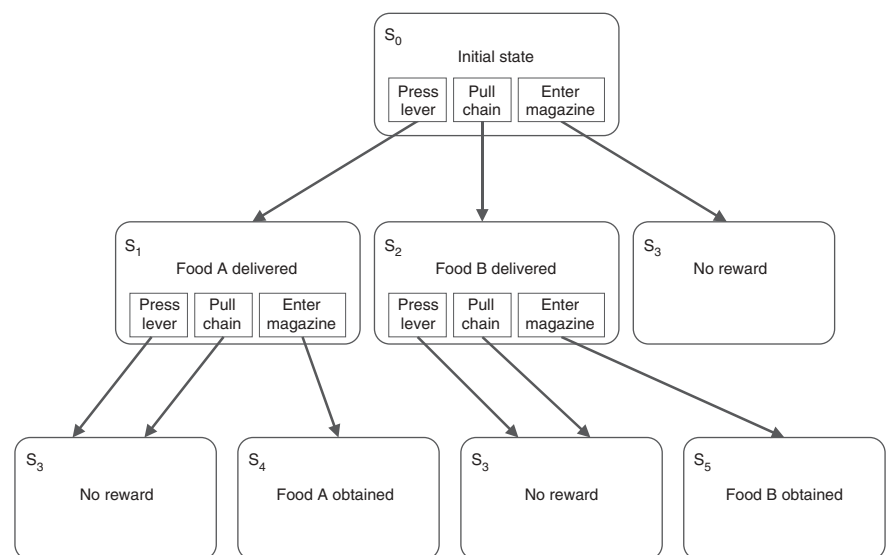 S0
Initial state
Press lever
Pull chain
Enter magazine
S1
Food A delivered
Press lever
Pull chain
Enter magazine
S2
Food B delivered
Press lever
Pull chain
Enter magazine
S3
No reward
S3
No reward
S4
Food A obtained
S3
No reward
S5
Food B obtained